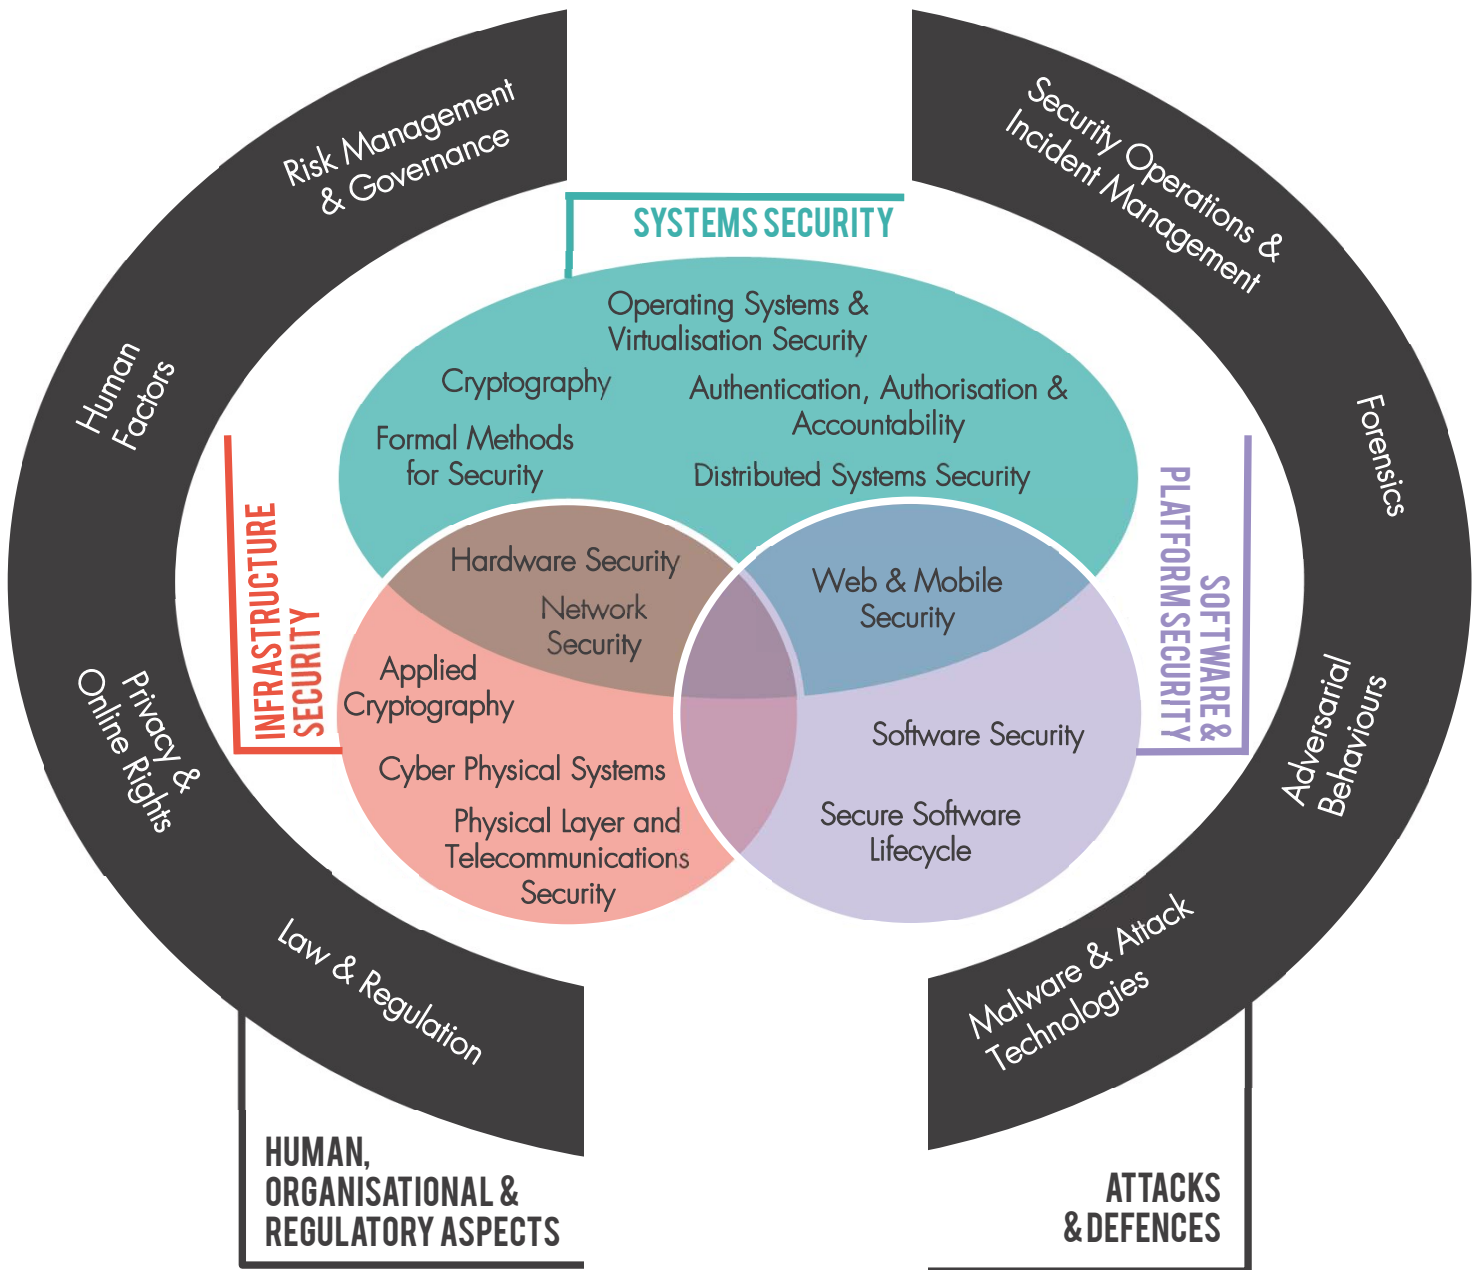 Risk Management
& Governance
Human
Factors
Privacy &
Online Rights
Law & Regulation
HUMAN,
ORGANISATIONAL &
REGULATORY ASPECTS
SYSTEMS SECURITY
Operating Systems &
Virtualisation Security
Cryptography
Authentication, Authorisation &
Accountability
Formal Methods
for Security
Distributed Systems Security
Hardware Security
Network
Security
Web & Mobile
Security
INFRASTRUCTURE
SECURITY
Applied
Cryptography
Cyber Physical Systems
Physical Layer and
Telecommunications
Security
SOFTWARE &
PLATFORM SECURITY
Software Security
Secure Software
Lifecycle
Security Operations &
Incident Management
Forensics
Adversarial
Behaviours
Malware & Attack
Technologies
ATTACKS
& DEFENCES